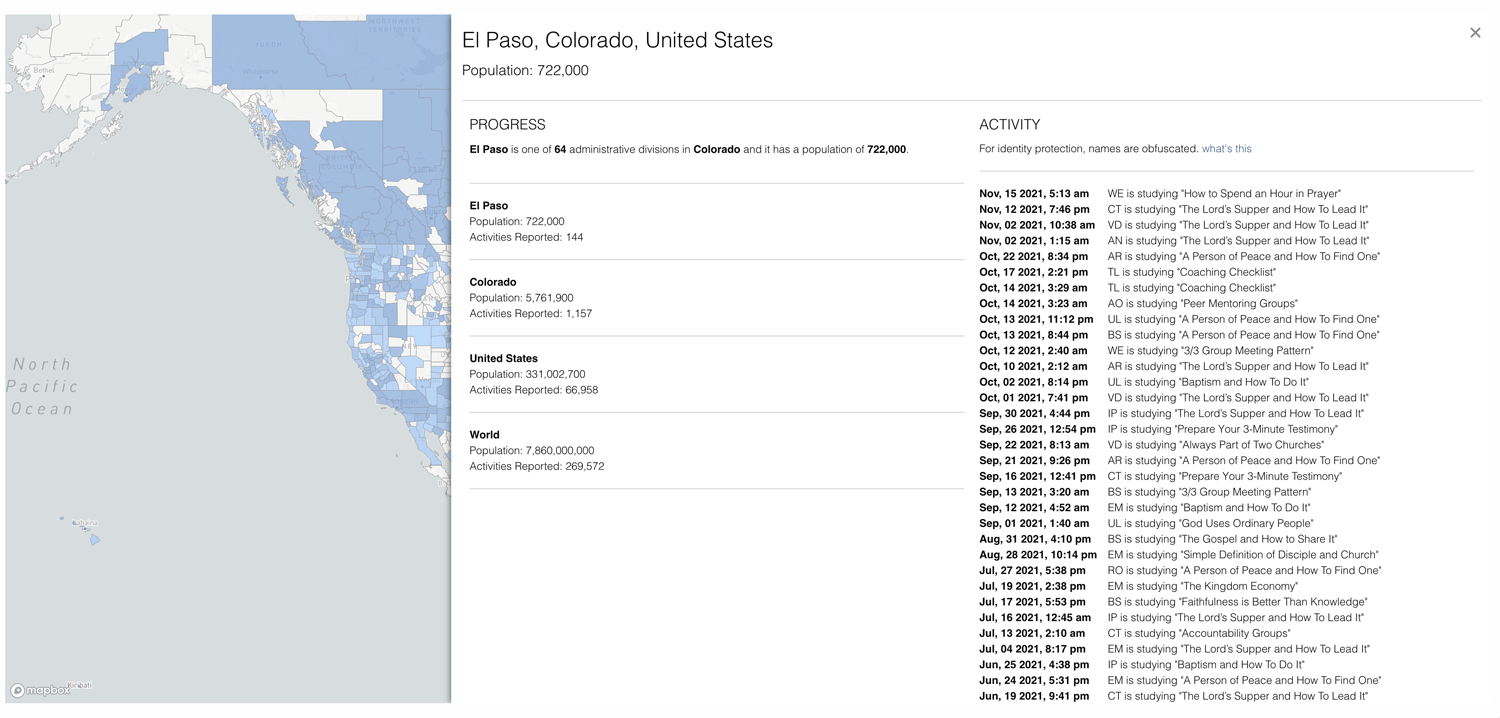 El Paso, Colorado, United States
×
Population: 722,000
PROGRESS
El Paso is one of 64 administrative divisions in Colorado and it has a population of 722,000.
El Paso
Population: 722,000
Activities Reported: 144
Colorado
Population: 5,761,900
Activities Reported: 1,157
United States
Population: 331,002,700
Activities Reported: 66,958
World
Population: 7,860,000,000
Activities Reported: 269,572
ACTIVITY
For identity protection, names are obfuscated. what's this
Nov, 15 2021, 5:13 am WE is studying "How to Spend an Hour in Prayer"
Nov, 12 2021, 7:46 pm CT is studying "The Lord's Supper and How To Lead It"
Nov, 02 2021, 10:38 am VD is studying "The Lord's Supper and How To Lead It"
Nov, 02 2021, 1:15 am AN is studying "The Lord's Supper and How To Lead It"
Oct, 22 2021, 8:34 pm AR is studying "A Person of Peace and How To Find One"
Oct, 17 2021, 2:21 pm TL is studying "Coaching Checklist"
Oct, 14 2021, 3:29 am TL is studying "Coaching Checklist"
Oct, 14 2021, 3:23 am AO is studying "Peer Mentoring Groups"
Oct, 13 2021, 11:12 pm UL is studying "A Person of Peace and How To Find One"
Oct, 13 2021, 8:44 pm BS is studying "A Person of Peace and How To Find One"
Oct, 12 2021, 2:40 am WE is studying "3/3 Group Meeting Pattern"
Oct, 10 2021, 2:12 am AR is studying "The Lord's Supper and How To Lead It"
Oct, 02 2021, 8:14 pm UL is studying "Baptism and How To Do It"
Oct, 01 2021, 7:41 pm VD is studying "The Lord's Supper and How To Lead It"
Sep, 30 2021, 4:44 pm IP is studying "The Lord's Supper and How To Lead It"
Sep, 26 2021, 12:54 pm IP is studying "Prepare Your 3-Minute Testimony"
Sep, 22 2021, 8:13 am VD is studying "Always Part of Two Churches"
Sep, 21 2021, 9:26 pm AR is studying "A Person of Peace and How To Find One"
Sep, 16 2021, 12:41 pm CT is studying "Prepare Your 3-Minute Testimony"
Sep, 13 2021, 3:20 am BS is studying "3/3 Group Meeting Pattern"
Sep, 12 2021, 4:52 am EM is studying "Baptism and How To Do It"
Sep, 01 2021, 1:40 am UL is studying "God Uses Ordinary People"
Aug, 31 2021, 4:10 pm BS is studying "The Gospel and How to Share It"
Aug, 28 2021, 10:14 pm EM is studying "Simple Definition of Disciple and Church"
Jul, 27 2021, 5:38 pm RO is studying "A Person of Peace and How To Find One"
Jul, 19 2021, 2:38 pm EM is studying "The Kingdom Economy"
Jul, 17 2021, 5:53 pm BS is studying "Faithfulness is Better Than Knowledge"
Jul, 16 2021, 12:45 am IP is studying "The Lord's Supper and How To Lead It"
Jul, 13 2021, 2:10 am CT is studying "Accountability Groups"
Jul, 04 2021, 8:17 pm EM is studying "The Lord's Supper and How To Lead It"
Jun, 25 2021, 4:38 pm IP is studying "Baptism and How To Do It"
Jun, 24 2021, 5:31 pm EM is studying "A Person of Peace and How To Find One"
Jun, 19 2021, 9:41 pm CT is studying "The Lord's Supper and How To Lead It"
NORTHWEST
TERRITORIES
YUKON
Whitehorse
Bethel
North
Pacific
Ocean
mapbox
Kiribati